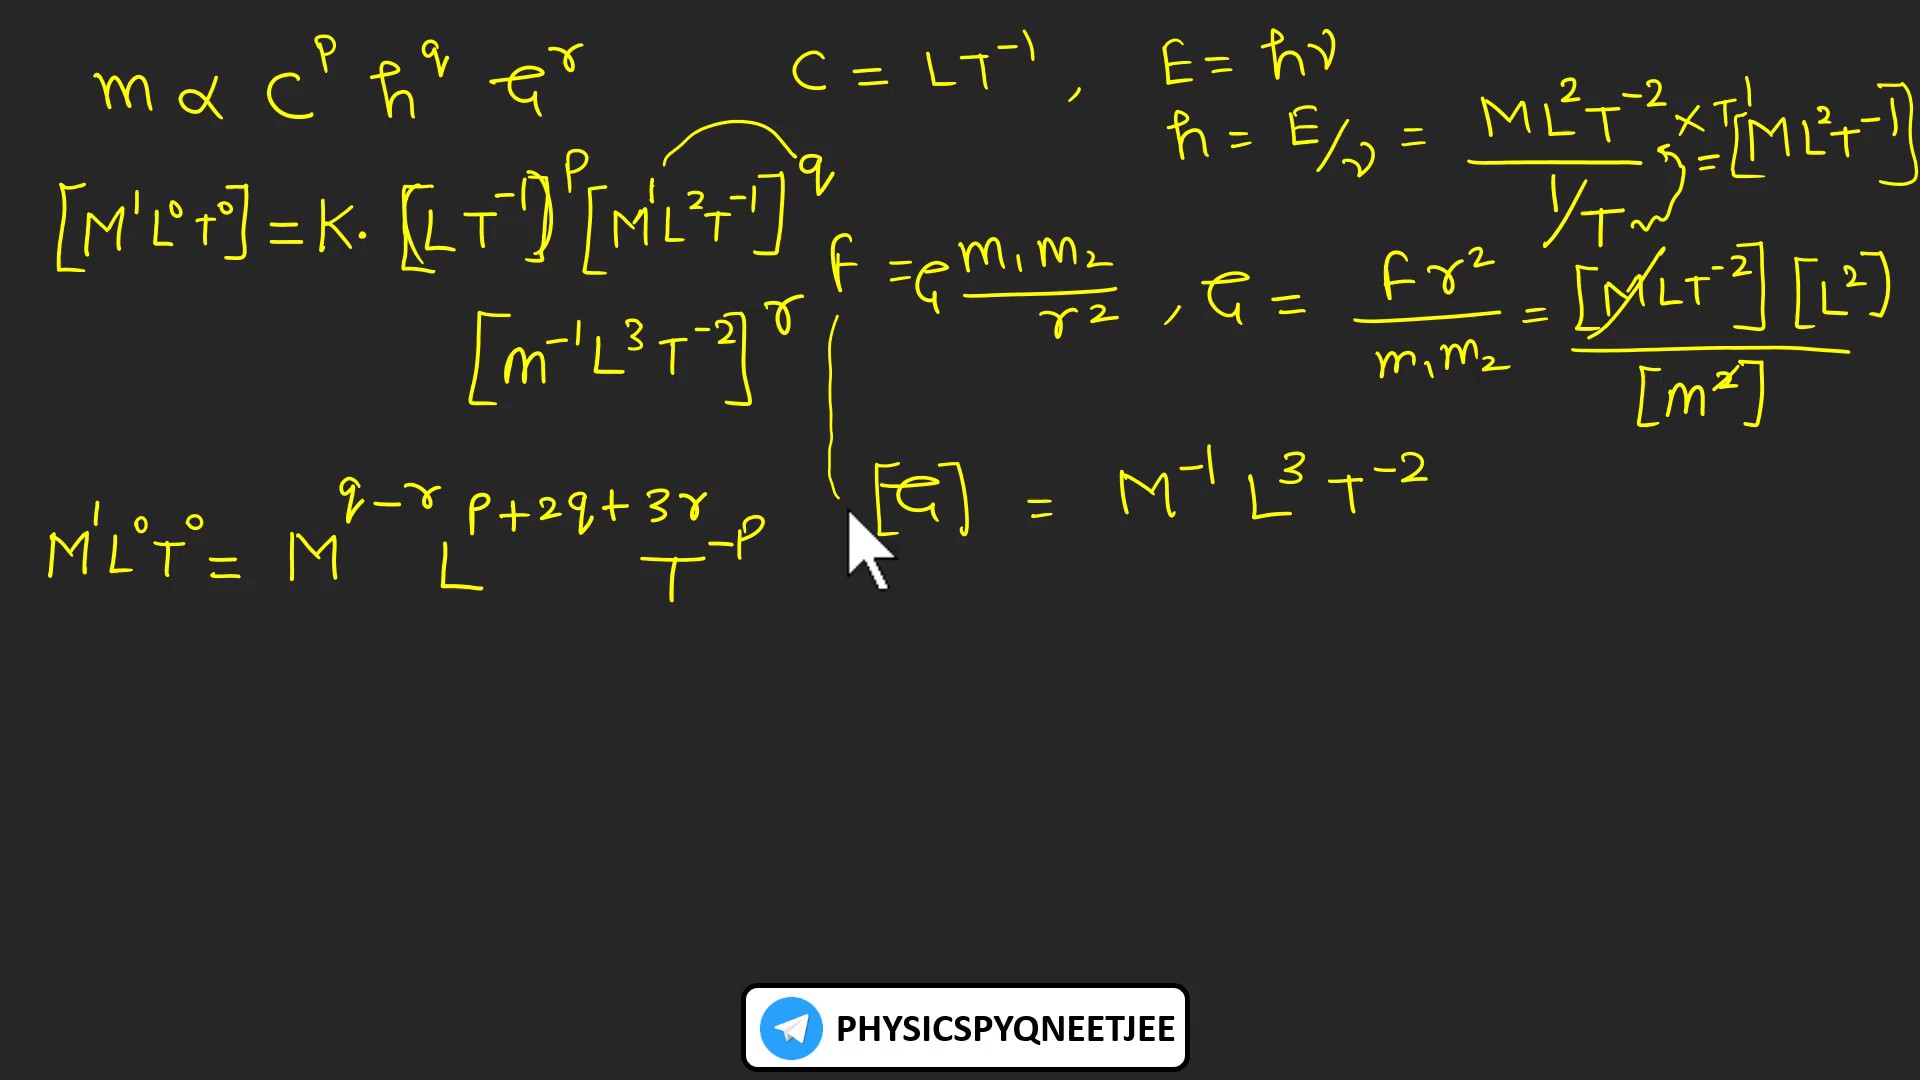 m ∝ C^p h^q G^r
C = LT^-1 , E = hν
h = E/ν = ML^2T^-2 / 1/T × T^1 = [ML^2T^-1]
[M^1L^0T^0] = K. [LT^-1]^p [M^1L^2T^-1]^q
[m^-1L^3T^-2]^r
F = G m1m2 / r^2 , G = Fr^2 / m1m2 = [MLT^-2] [L^2) / [m^2]
[G] = M^-1 L^3 T^-2
M^1L^0T^0 = M^q-r L^p+2q+3r T^-p
PHYSICSPYQNEETJEE